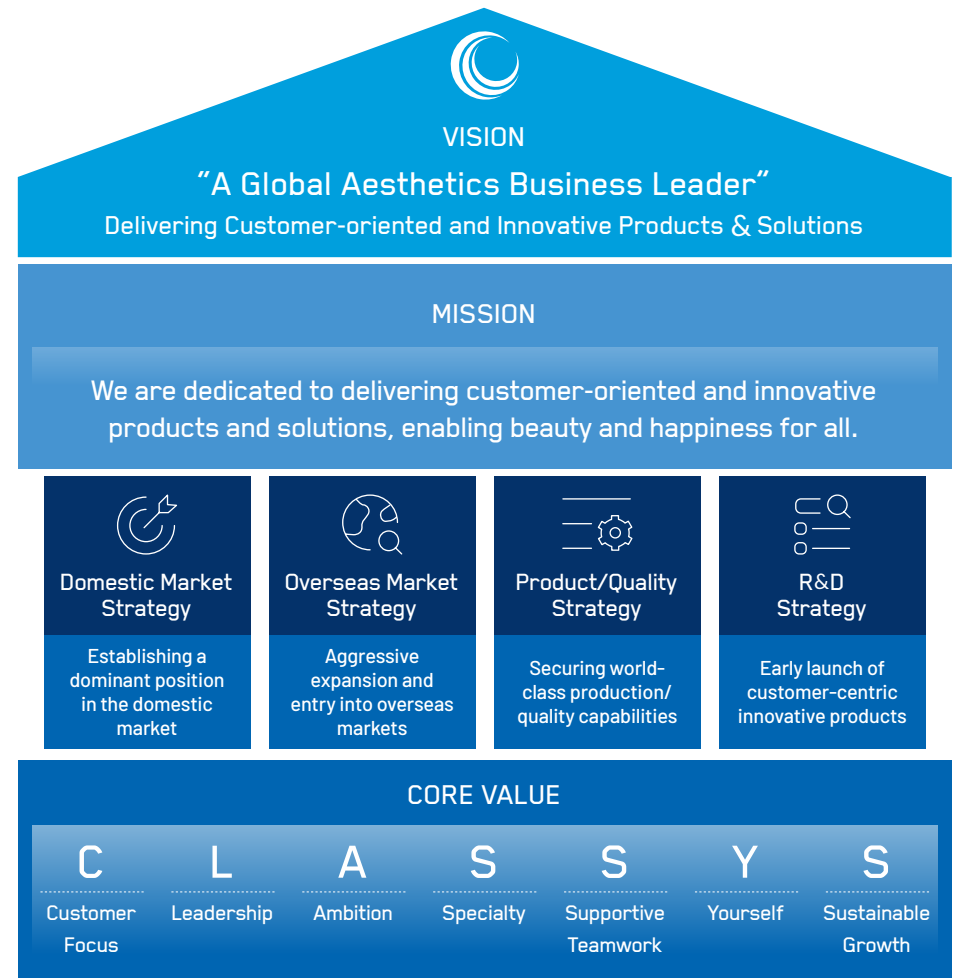 VISION
"A Global Aesthetics Business Leader"
Delivering Customer-oriented and Innovative Products & Solutions
MISSION
We are dedicated to delivering customer-oriented and innovative
products and solutions, enabling beauty and happiness for all.
Domestic Market
Strategy
Establishing a
dominant position
in the domestic
market
Overseas Market
Strategy
Aggressive
expansion and
entry into overseas
markets
Product/Quality
Strategy
Securing world-
class production/
quality capabilities
R&D
Strategy
Early launch of
customer-centric
innovative products
CORE VALUE
C L A S S Y S
Customer
Focus
Leadership
Ambition
Specialty
Supportive
Teamwork
Yourself
Sustainable
Growth